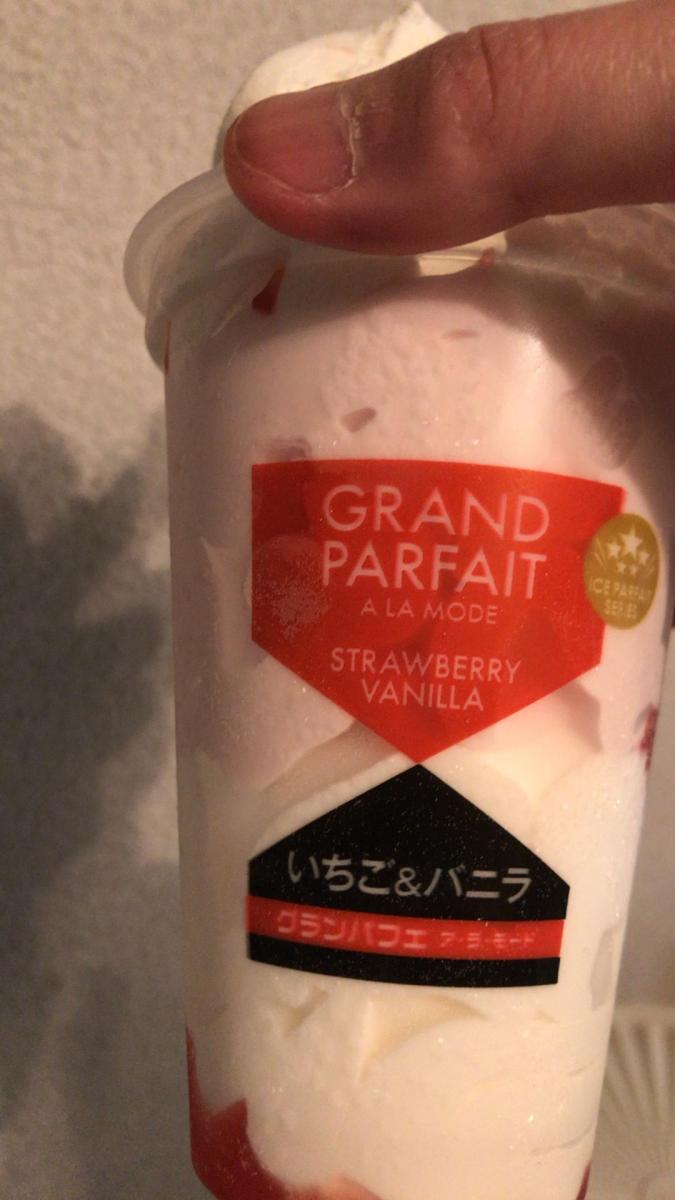 GRAND
PARFAIT
A LA MODE
STRAWBERRY
VANILLA
ICE PARFAIT
SERIES
いちご&バニラ
グランパフェ ア・ラ・モード